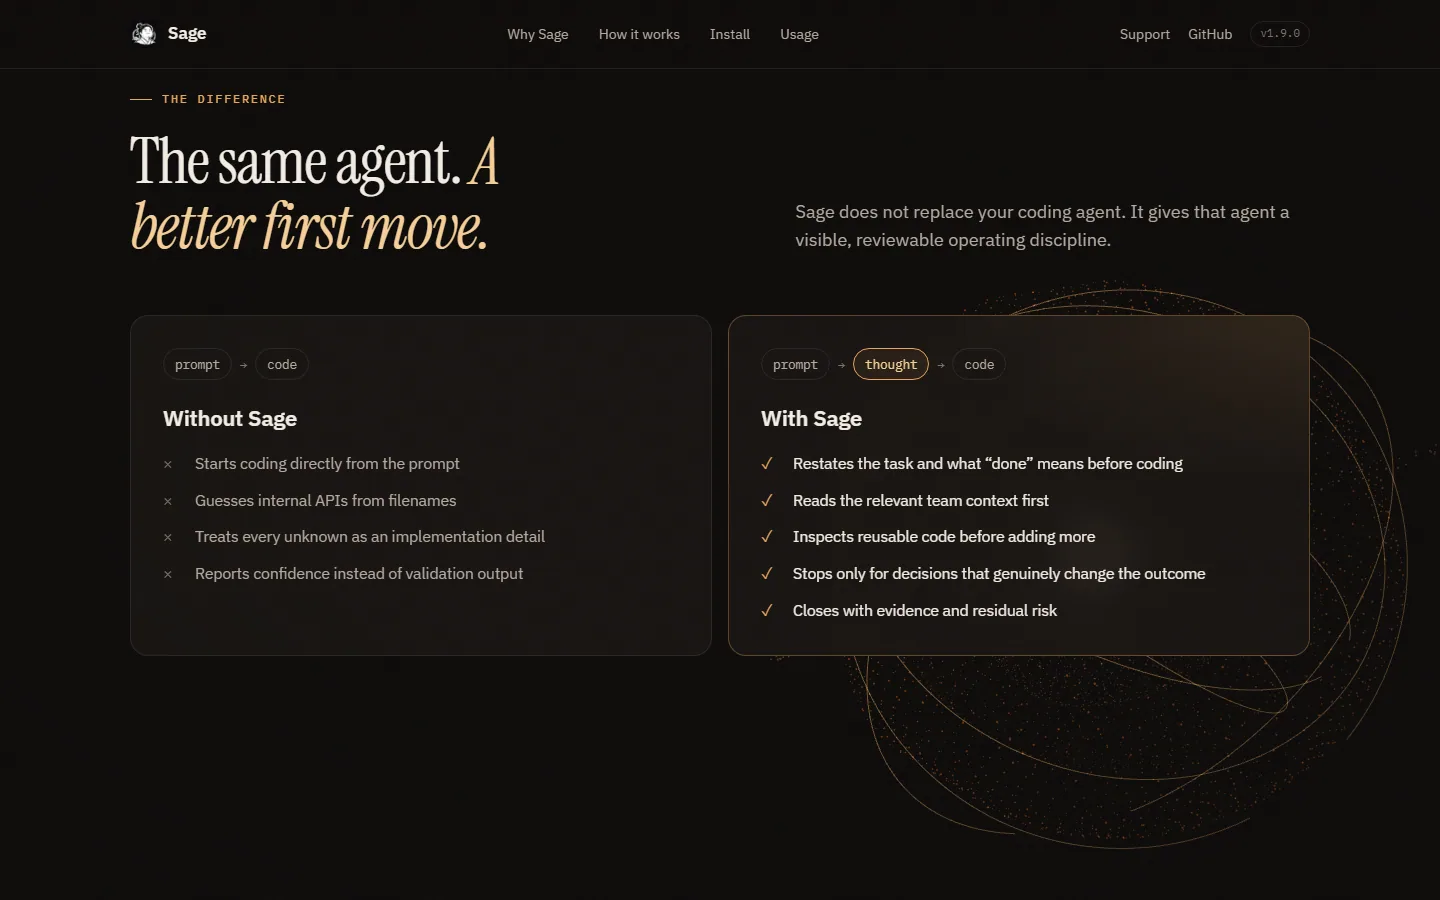 Sage
Why Sage
How it works
Install
Usage
Support
GitHub
v1.9.0
THE DIFFERENCE
The same agent. A
better first move.
Sage does not replace your coding agent. It gives that agent a
visible, reviewable operating discipline.
prompt → code
Without Sage
× Starts coding directly from the prompt
× Guesses internal APIs from filenames
× Treats every unknown as an implementation detail
× Reports confidence instead of validation output
prompt → thought → code
With Sage
✓ Restates the task and what “done” means before coding
✓ Reads the relevant team context first
✓ Inspects reusable code before adding more
✓ Stops only for decisions that genuinely change the outcome
✓ Closes with evidence and residual risk